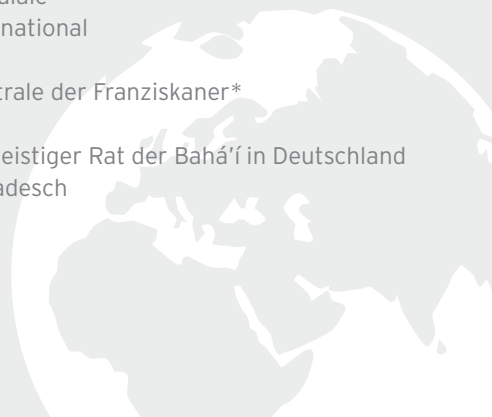 national
trale der Franziskaner*
eistiger Rat der Bahá’í in Deutschland
adesch